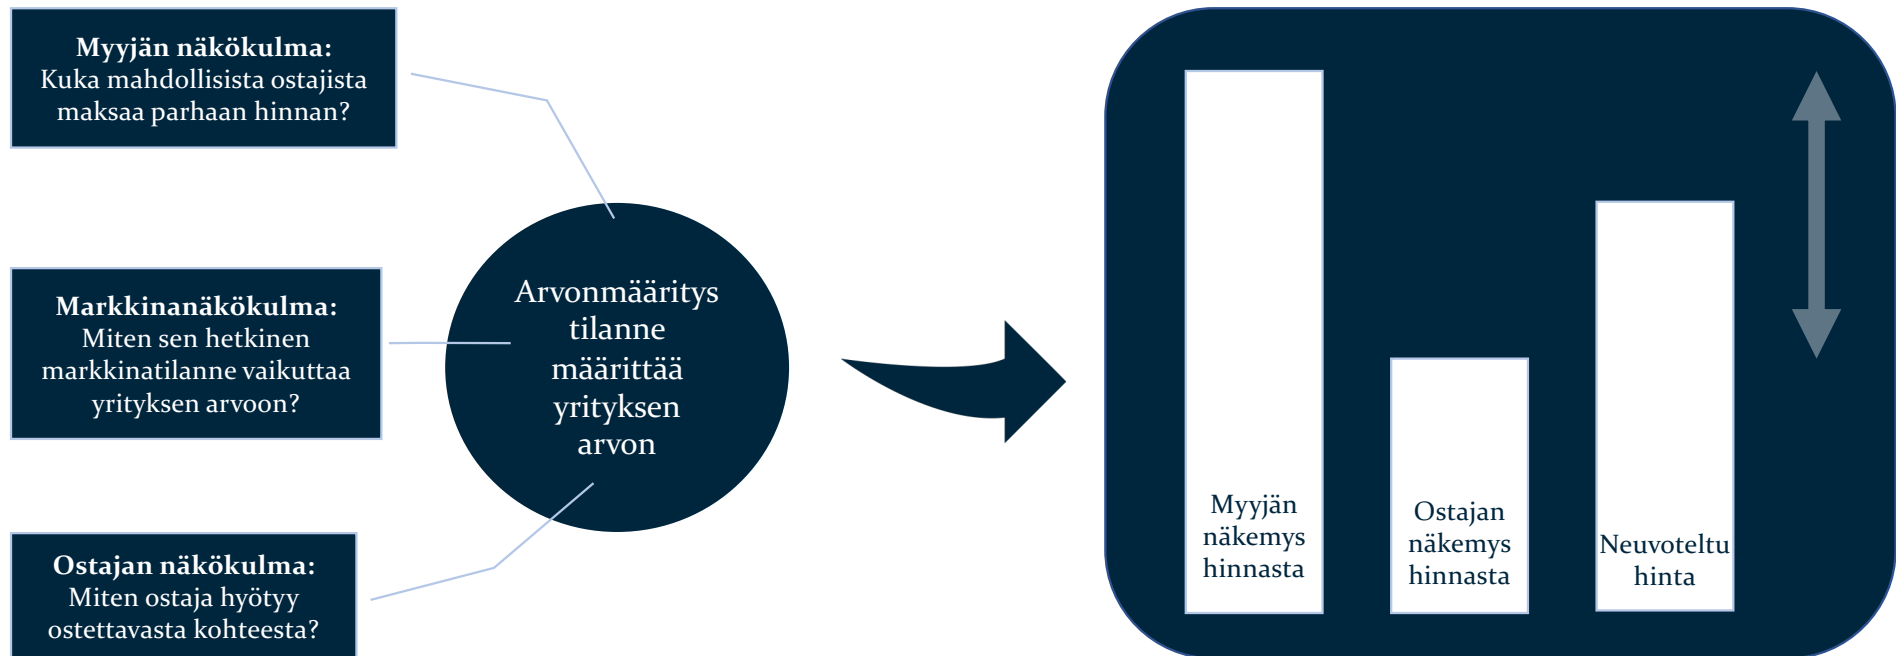 Myyjän näkökulma:
Kuka mahdollisista ostajista
maksaa parhaan hinnan?
Markkinanäkökulma:
Miten sen hetkinen
markkinatilanne vaikuttaa
yrityksen arvoon?
Ostajan näkökulma:
Miten ostaja hyötyy
ostettavasta kohteesta?
Arvonmääritys
tilanne
määrittää
yrityksen
arvon
Myyjän
näkemys
hinnasta
Ostajan
näkemys
hinnasta
Neuvoteltu
hinta